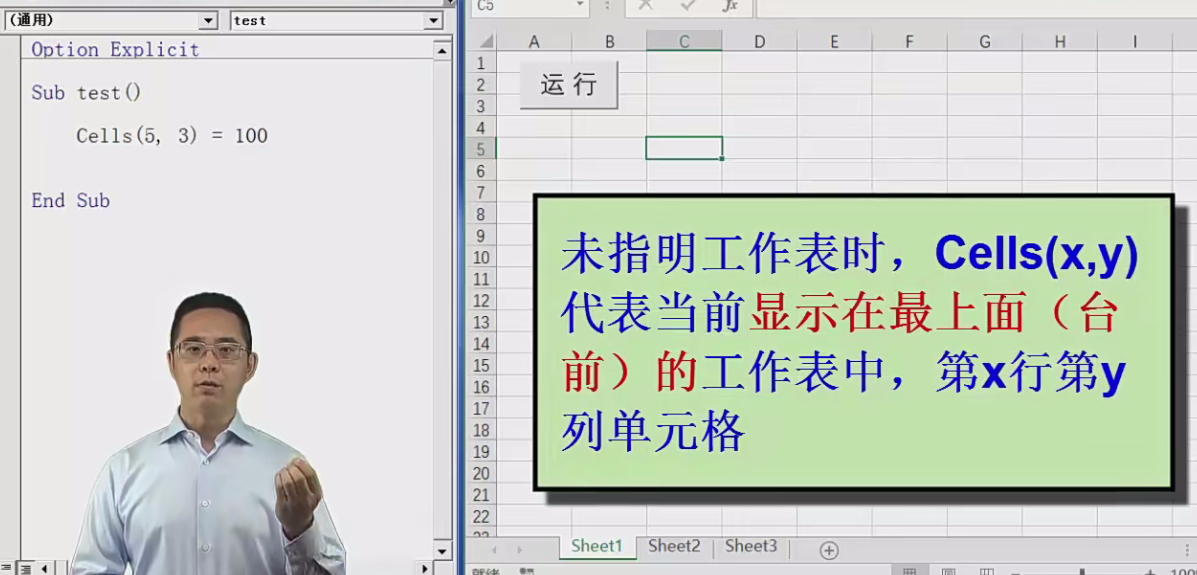 (通用)
test
Option Explicit
Sub test()
Cells(5, 3) = 100
End Sub
C5
fx
A B C D E F G H I
1
2
3
4
5
6
7
8
9
10
11
12
13
14
15
16
17
18
19
20
21
22
运行
未指明工作表时，Cells(x,y)
代表当前显示在最上面（台
前）的工作表中，第x行第y
列单元格
Sheet1 Sheet2 Sheet3